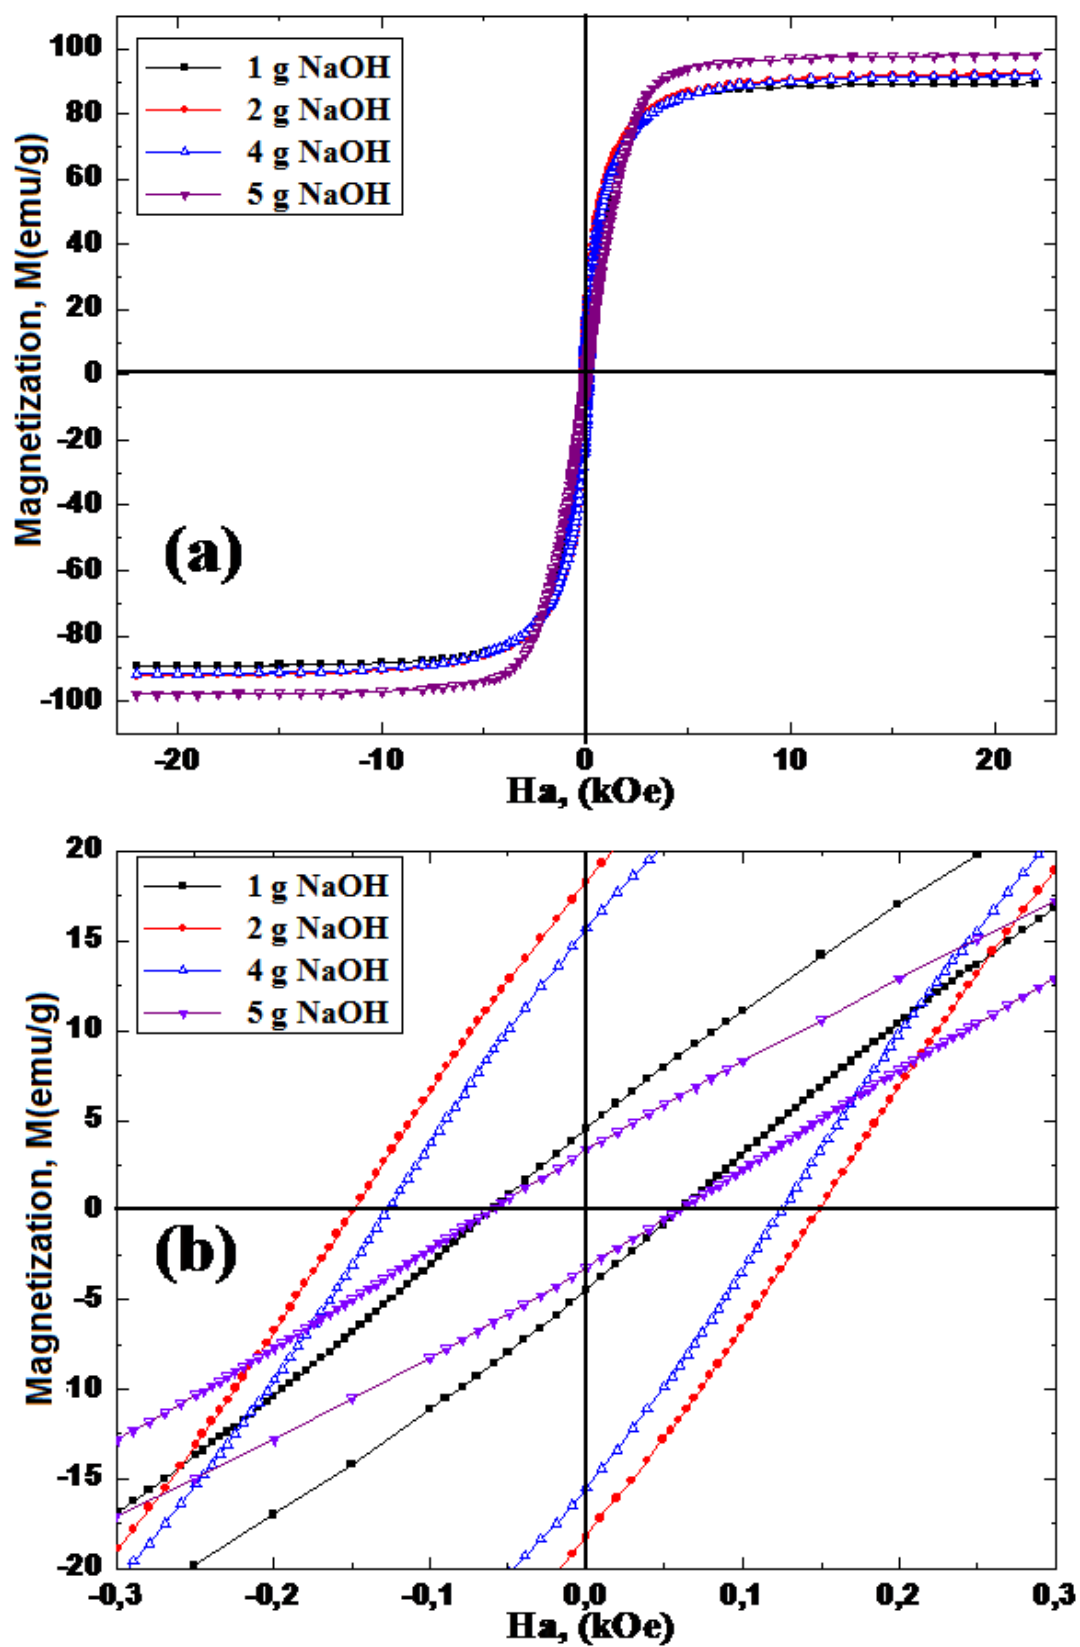 100
80
60
40
20
0
-20
-40
-60
-80
-100
Magnetization, M(emu/g)
1 g NaOH
2 g NaOH
4 g NaOH
5 g NaOH
(a)
-20 -10 0 10 20
Ha, (kOe)
20
15
10
5
0
-5
-10
-15
-20
Magnetization, M(emu/g)
1 g NaOH
2 g NaOH
4 g NaOH
5 g NaOH
(b)
-0,3 -0,2 -0,1 0,0 0,1 0,2 0,3
Ha, (kOe)